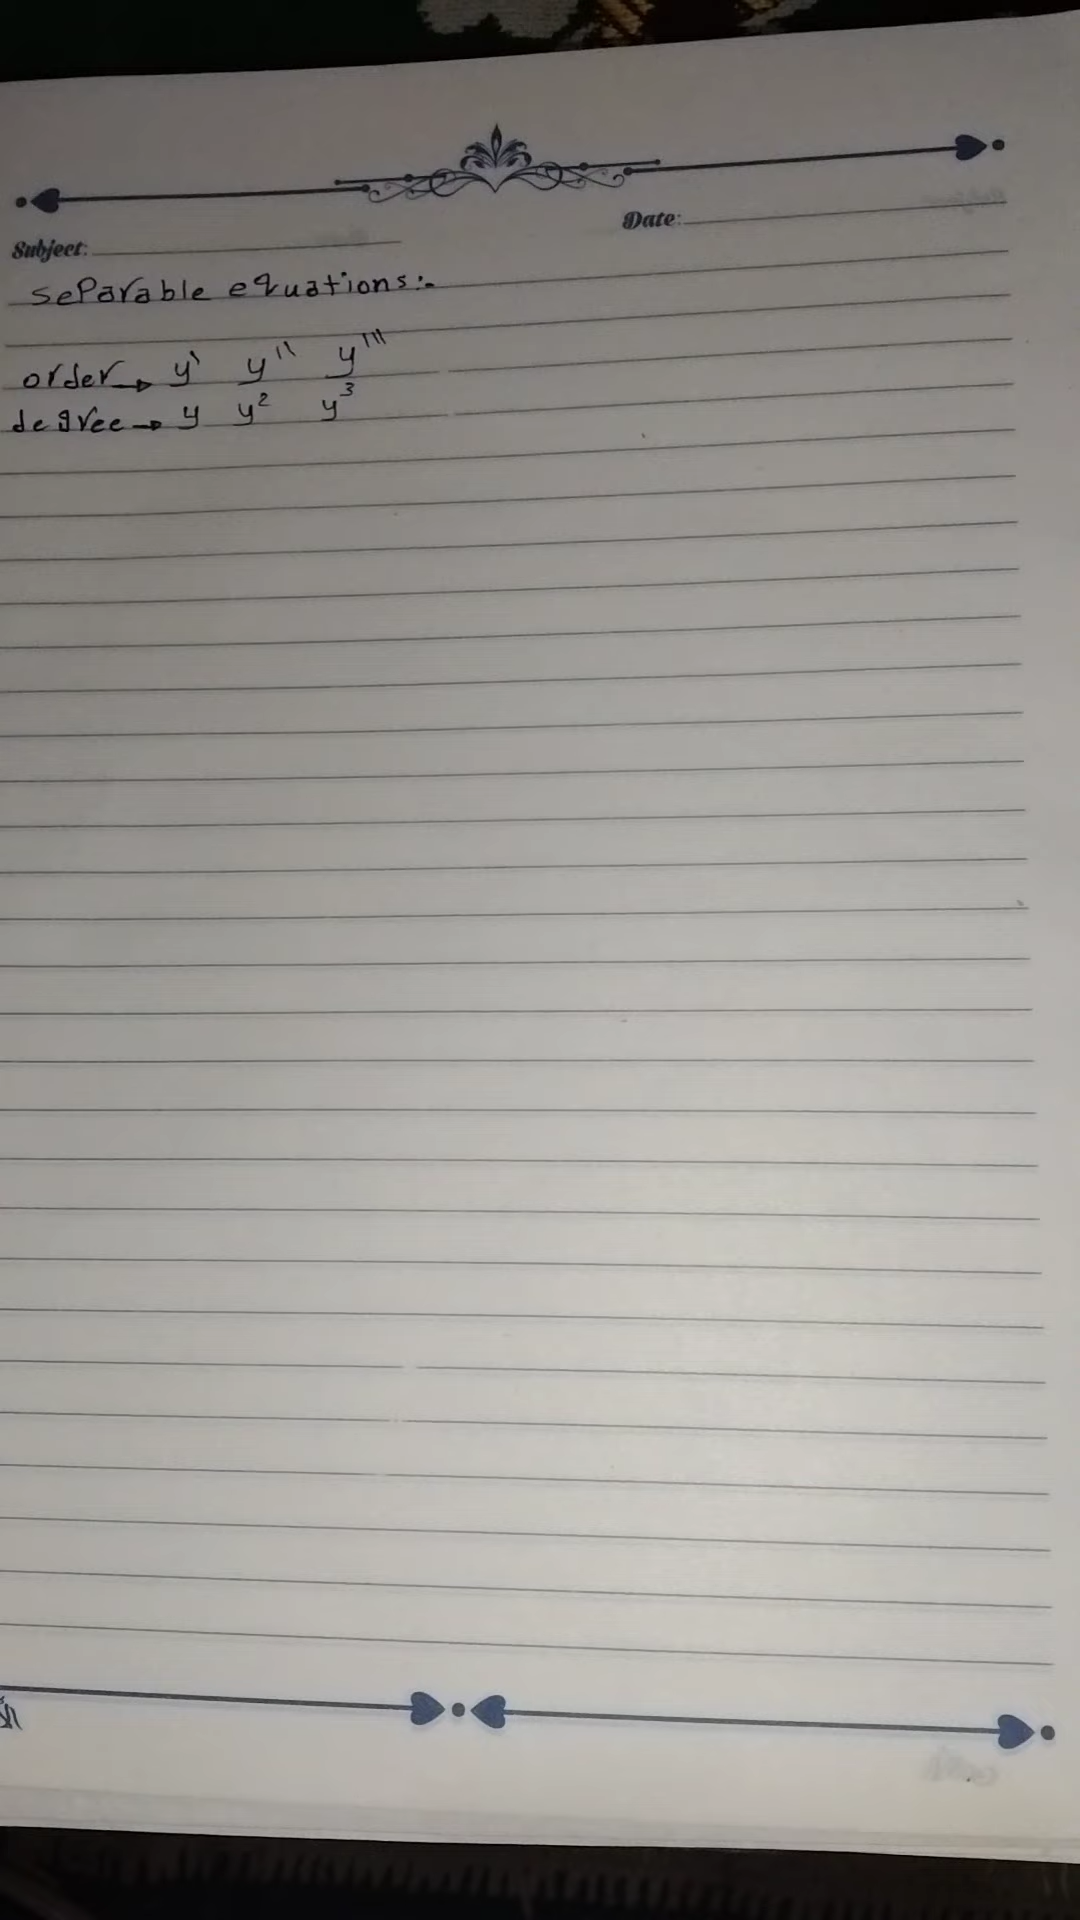 Date:
Subject:
separable equations:-
order → y' y'' y'''
degree → y y² y³